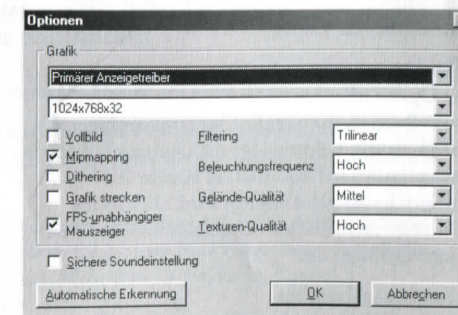 Optionen
Grafik
Primärer Anzeigetreiber
1024x768x32
Vollbild
Filtering
Trilinear
Mipmapping
Beleuchtungsfrequenz
Hoch
Dithering
Grafik strecken
Gelände-Qualität
Mittel
FPS-unabhängiger
Mauszeiger
Texturen-Qualität
Hoch
Sichere Soundeinstellung
Automatische Erkennung
OK
Abbrechen